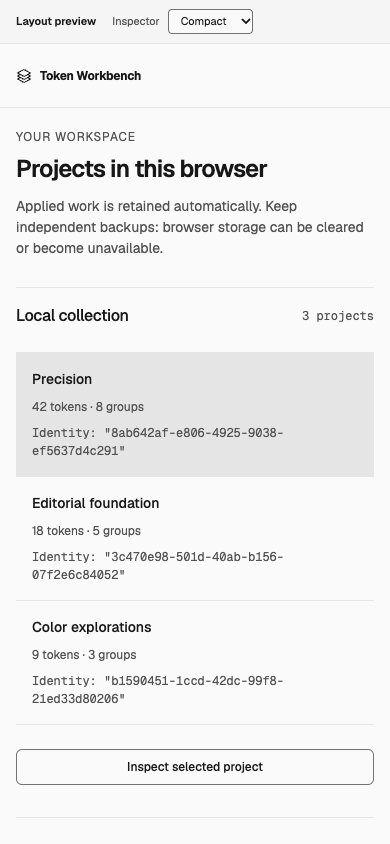 Layout preview Inspector Compact
Token Workbench
YOUR WORKSPACE
Projects in this browser
Applied work is retained automatically. Keep
independent backups: browser storage can be cleared
or become unavailable.
Local collection 3 projects
Precision
42 tokens · 8 groups
Identity: "8ab642af-e806-4925-9038-
ef5637d4c291"
Editorial foundation
18 tokens · 5 groups
Identity: "3c470e98-501d-40ab-b156-
07f2e6c84052"
Color explorations
9 tokens · 3 groups
Identity: "b1590451-1ccd-42dc-99f8-
21ed33d80206"
Inspect selected project